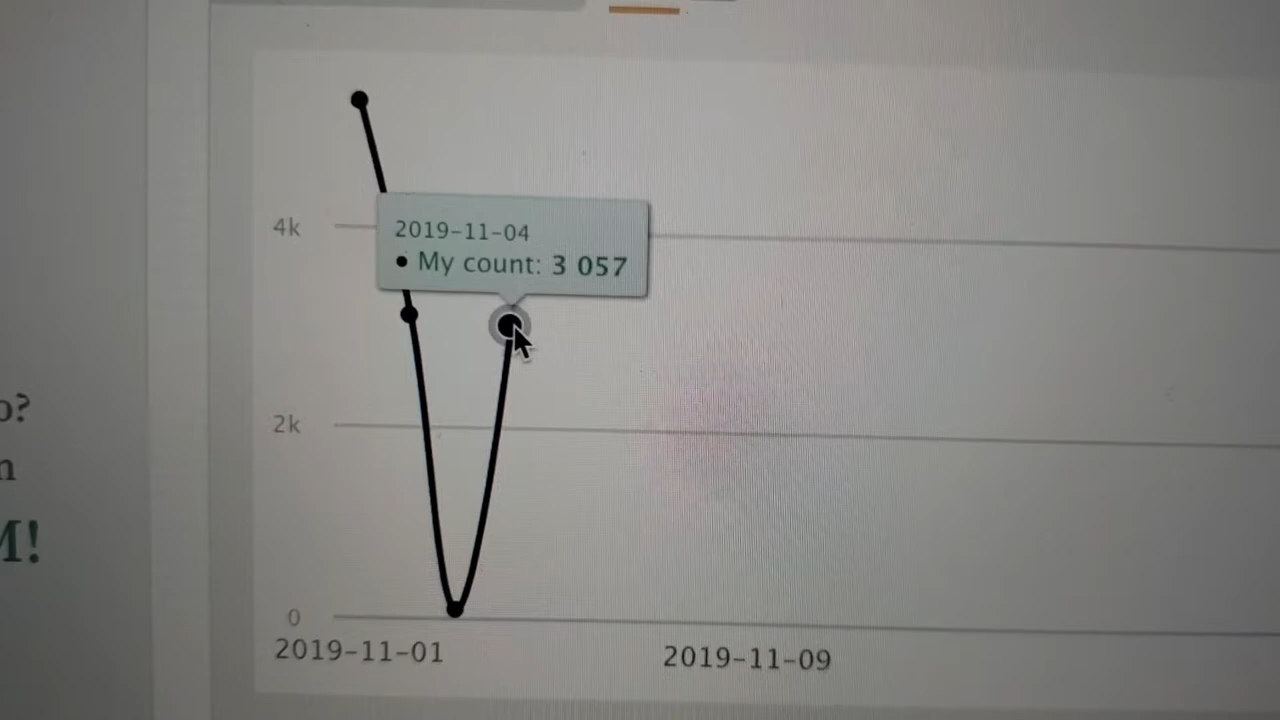 4k
2019-11-04
• My count: 3 057
2k
0
2019-11-01
2019-11-09
o?
n
M!